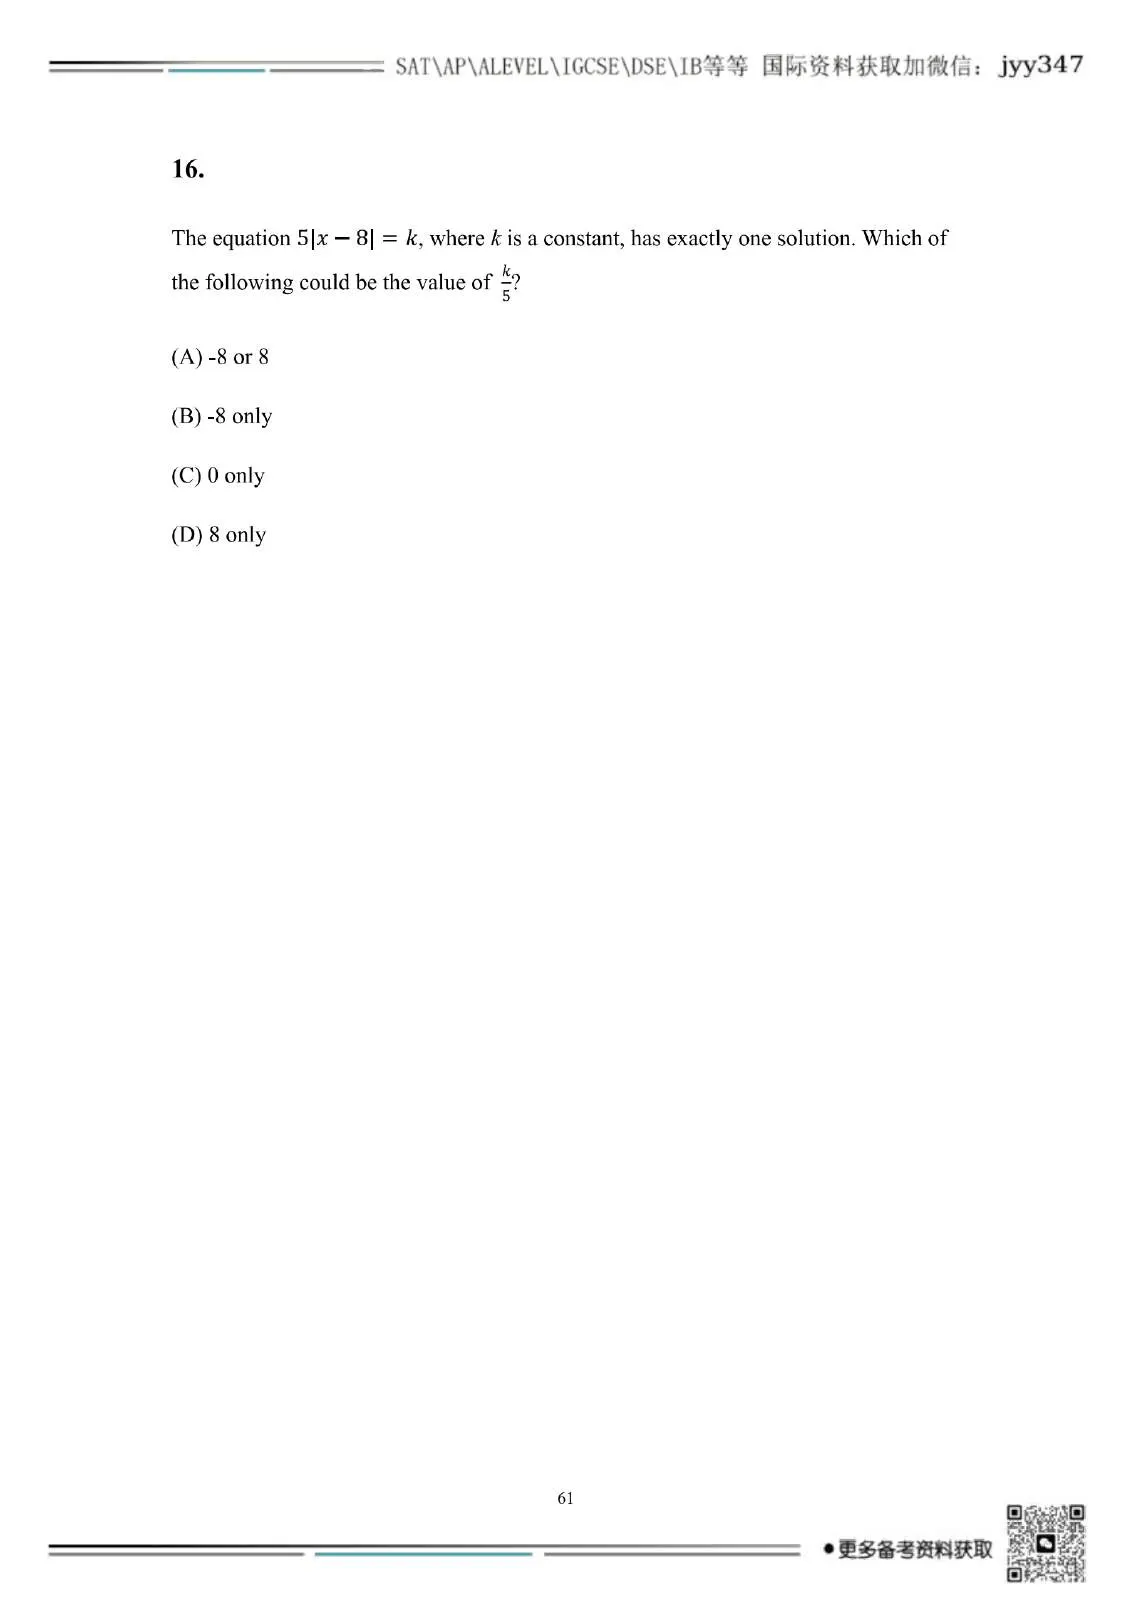 SAT\AP\ALEVEL\IGCSE\DSE\IB等等 国际资料获取加微信：jyy347
16.
The equation 5|x − 8| = k, where k is a constant, has exactly one solution. Which of
the following could be the value of k/5?
(A) -8 or 8
(B) -8 only
(C) 0 only
(D) 8 only
61
●更多备考资料获取